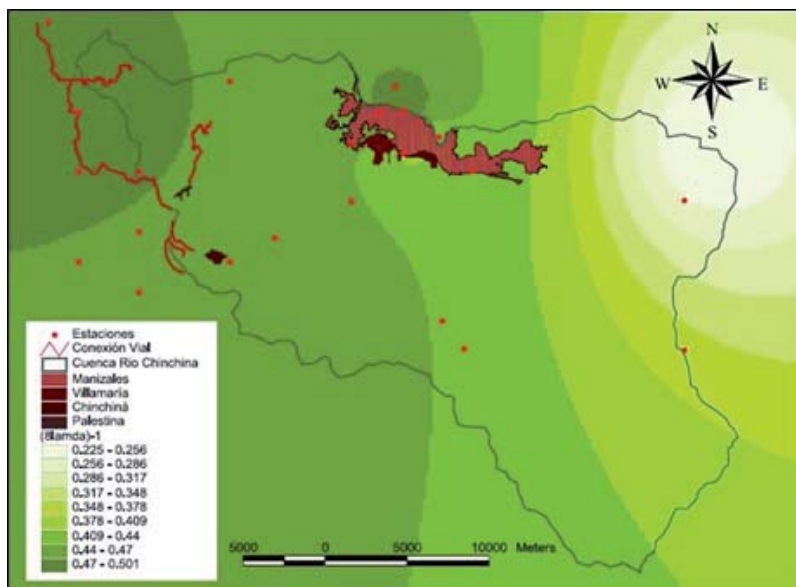 N
W E
S
Estaciones
Conexión Vial
Cuenca Rio Chinchina
Manizales
Villamaria
Chinchiná
Palestina
(8lamda)-1
0.225 - 0.256
0.256 - 0.286
0.286 - 0.317
0.317 - 0.348
0.348 - 0.378
0.378 - 0.409
0.409 - 0.44
0.44 - 0.47
0.47 - 0.501
5000 0 5000 10000 Meters